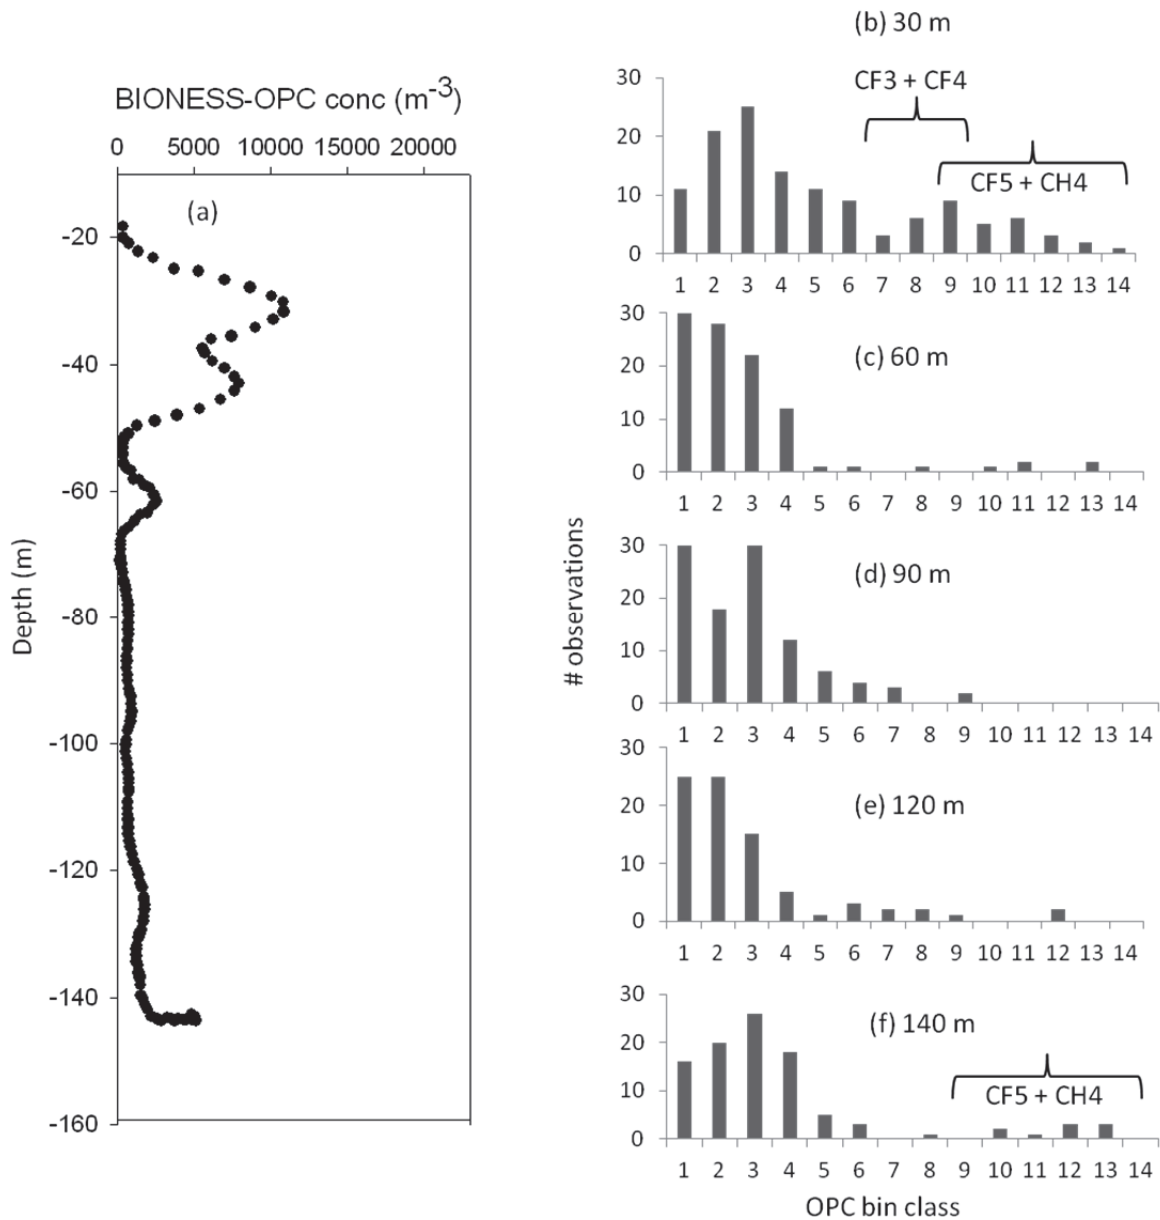 BIONESS-OPC conc (m-3)
0 5000 10000 15000 20000
(a)
-20
-40
-60
-80
-100
-120
-140
-160
Depth (m)
(b) 30 m
CF3 + CF4
CF5 + CH4
30
20
10
0
1 2 3 4 5 6 7 8 9 10 11 12 13 14
(c) 60 m
30
20
10
0
1 2 3 4 5 6 7 8 9 10 11 12 13 14
(d) 90 m
30
20
10
0
1 2 3 4 5 6 7 8 9 10 11 12 13 14
(e) 120 m
30
20
10
0
1 2 3 4 5 6 7 8 9 10 11 12 13 14
(f) 140 m
CF5 + CH4
30
20
10
0
1 2 3 4 5 6 7 8 9 10 11 12 13 14
# observations
OPC bin class